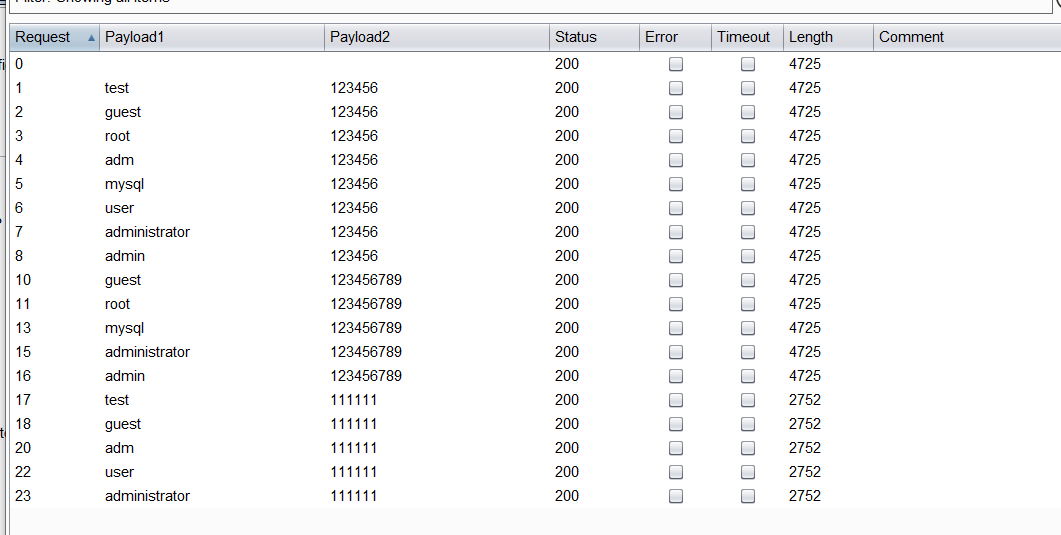 Filter: Showing all items
Request Payload1 Payload2 Status Error Timeout Length Comment
0 200 4725
1 test 123456 200 4725
2 guest 123456 200 4725
3 root 123456 200 4725
4 adm 123456 200 4725
5 mysql 123456 200 4725
6 user 123456 200 4725
7 administrator 123456 200 4725
8 admin 123456 200 4725
10 guest 123456789 200 4725
11 root 123456789 200 4725
13 mysql 123456789 200 4725
15 administrator 123456789 200 4725
16 admin 123456789 200 4725
17 test 111111 200 2752
18 guest 111111 200 2752
20 adm 111111 200 2752
22 user 111111 200 2752
23 administrator 111111 200 2752